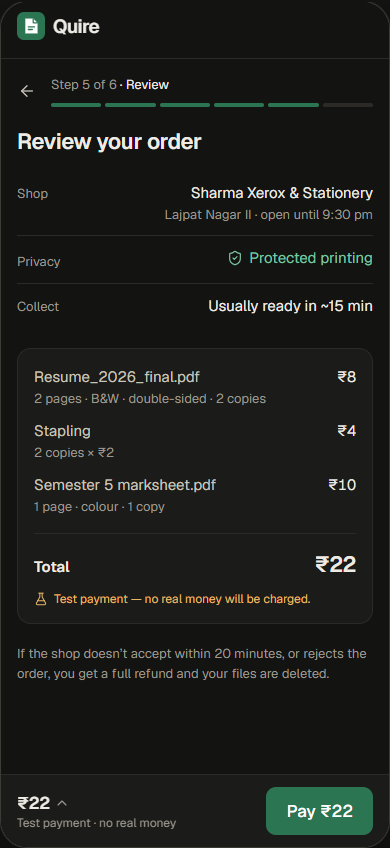 Quire
Step 5 of 6 · Review
Review your order
Shop
Sharma Xerox & Stationery
Lajpat Nagar II · open until 9:30 pm
Privacy
Protected printing
Collect
Usually ready in ~15 min
Resume_2026_final.pdf ₹8
2 pages · B&W · double-sided · 2 copies
Stapling ₹4
2 copies × ₹2
Semester 5 marksheet.pdf ₹10
1 page · colour · 1 copy
Total ₹22
Test payment — no real money will be charged.
If the shop doesn't accept within 20 minutes, or rejects the
order, you get a full refund and your files are deleted.
₹22
Test payment · no real money
Pay ₹22